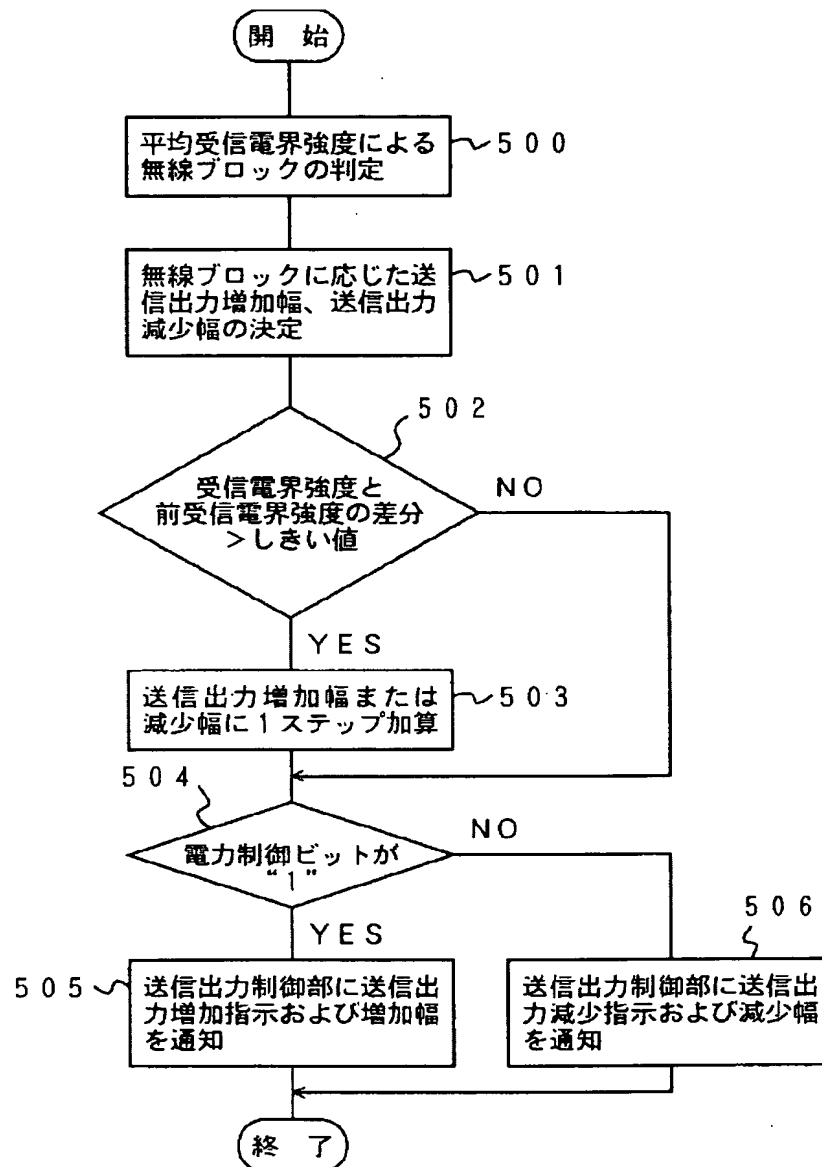 開 始
平均受信電界強度による
無線ブロックの判定
500
無線ブロックに応じた送
信出力増加幅、送信出力
減少幅の決定
501
502
受信電界強度と
前受信電界強度の差分
>しきい値
NO
YES
送信出力増加幅または
減少幅に1ステップ加算
503
504
電力制御ビットが
“1”
NO
YES
505
送信出力制御部に送信出
力増加指示および増加幅
を通知
506
送信出力制御部に送信出
力減少指示および減少幅
を通知
終 了